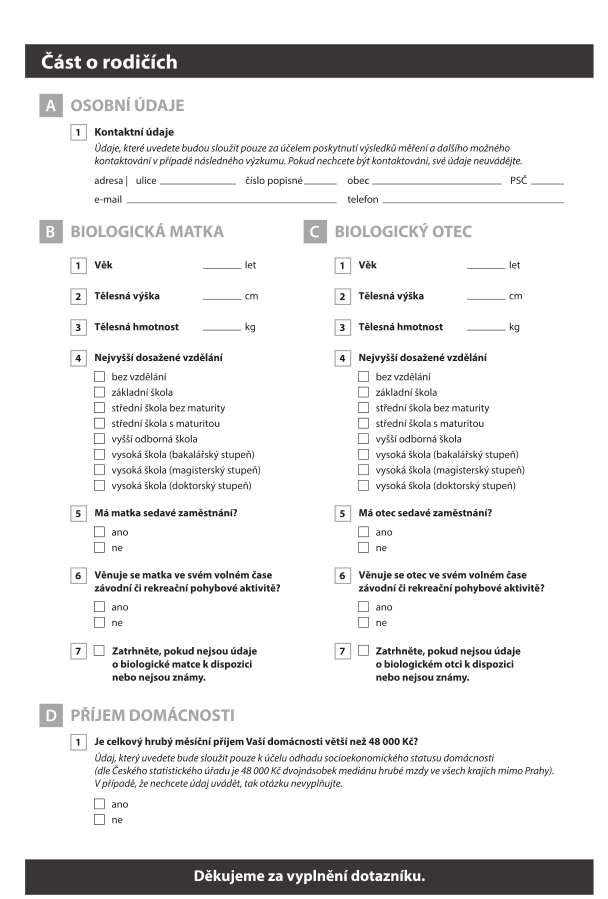 Část o rodičích
A OSOBNÍ ÚDAJE
1 Kontaktní údaje
Údaje, které uvedete budou sloužit pouze za účelem poskytnutí výsledků měření a dalšího možného
kontaktování v případě následného výzkumu. Pokud nechcete být kontaktováni, své údaje neuvádějte.
adresa | ulice ________ číslo popisné ________ obec ________ PSČ ________
e-mail ________ telefon ________
B BIOLOGICKÁ MATKA
1 Věk ________ let
2 Tělesná výška ________ cm
3 Tělesná hmotnost ________ kg
4 Nejvyšší dosažené vzdělání
bez vzdělání
základní škola
střední škola bez maturity
střední škola s maturitou
vyšší odborná škola
vysoká škola (bakalářský stupeň)
vysoká škola (magisterský stupeň)
vysoká škola (doktorský stupeň)
5 Má matka sedavé zaměstnání?
ano
ne
6 Věnuje se matka ve svém volném čase
závodní či rekreační pohybové aktivitě?
ano
ne
7 Zatrhněte, pokud nejsou údaje
o biologické matce k dispozici
nebo nejsou známy.
C BIOLOGICKÝ OTEC
1 Věk ________ let
2 Tělesná výška ________ cm
3 Tělesná hmotnost ________ kg
4 Nejvyšší dosažené vzdělání
bez vzdělání
základní škola
střední škola bez maturity
střední škola s maturitou
vyšší odborná škola
vysoká škola (bakalářský stupeň)
vysoká škola (magisterský stupeň)
vysoká škola (doktorský stupeň)
5 Má otec sedavé zaměstnání?
ano
ne
6 Věnuje se otec ve svém volném čase
závodní či rekreační pohybové aktivitě?
ano
ne
7 Zatrhněte, pokud nejsou údaje
o biologickém otci k dispozici
nebo nejsou známy.
D PŘÍJEM DOMÁCNOSTI
1 Je celkový hrubý měsíční příjem Vaší domácnosti větší než 48 000 Kč?
Údaj, který uvedete bude sloužit pouze k účelu odhadu socioekonomického statusu domácnosti
(dle Českého statistického úřadu je 48 000 Kč dvojnásobek mediánu hrubé mzdy ve všech krajích mimo Prahy).
V případě, že nechcete údaj uvádět, tak otázku nevyplňujte.
ano
ne
Děkujeme za vyplnění dotazníku.